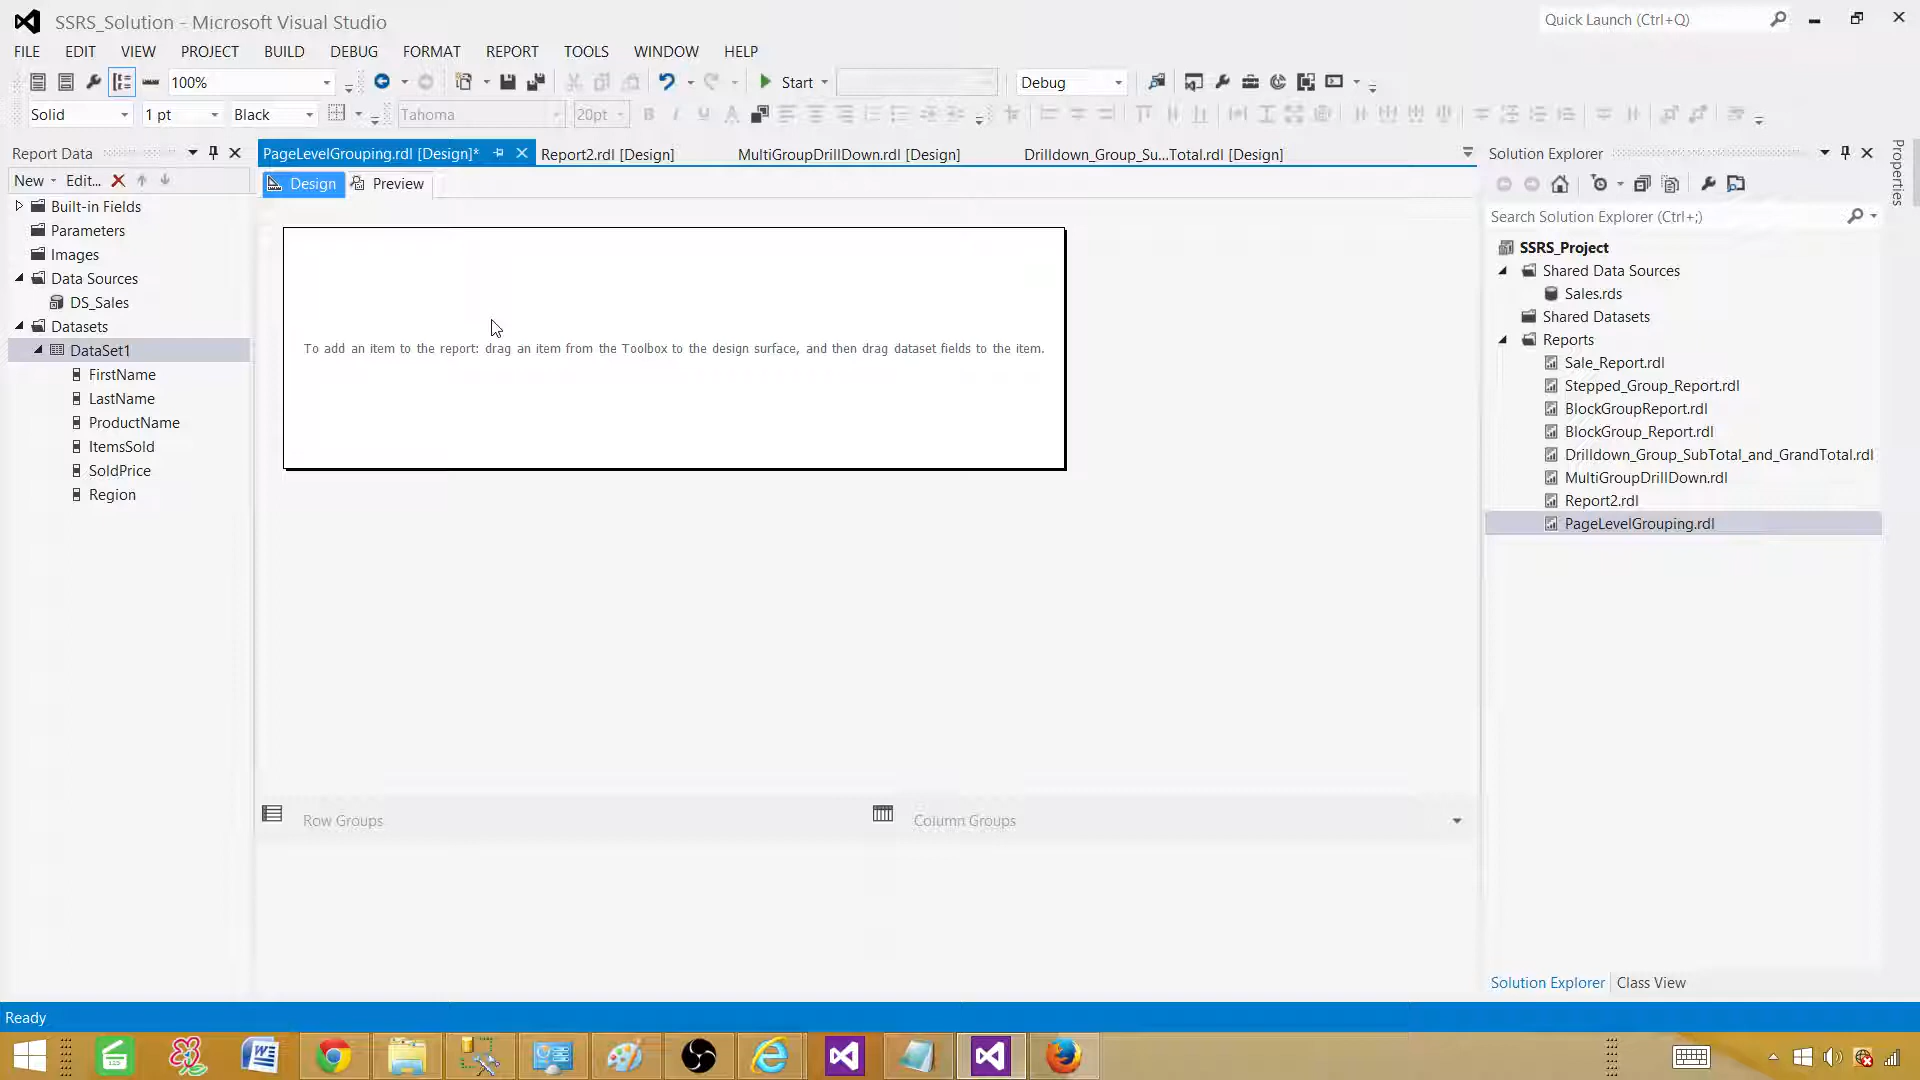 SSRS_Solution - Microsoft Visual Studio
Quick Launch (Ctrl+Q)
FILE EDIT VIEW PROJECT BUILD DEBUG FORMAT REPORT TOOLS WINDOW HELP
100% Start Debug
Solid 1 pt Black Tahoma 20pt B I U A
Report Data
PageLevelGrouping.rdl [Design]* Report2.rdl [Design] MultiGroupDrillDown.rdl [Design] Drilldown_Group_Su...Total.rdl [Design]
Solution Explorer
Properties
New Edit...
Design Preview
Search Solution Explorer (Ctrl+;)
Built-in Fields
Parameters
Images
Data Sources
DS_Sales
Datasets
DataSet1
FirstName
LastName
ProductName
ItemsSold
SoldPrice
Region
To add an item to the report: drag an item from the Toolbox to the design surface, and then drag dataset fields to the item.
SSRS_Project
Shared Data Sources
Sales.rds
Shared Datasets
Reports
Sale_Report.rdl
Stepped_Group_Report.rdl
BlockGroupReport.rdl
BlockGroup_Report.rdl
Drilldown_Group_SubTotal_and_GrandTotal.rdl
MultiGroupDrillDown.rdl
Report2.rdl
PageLevelGrouping.rdl
Row Groups
Column Groups
Solution Explorer Class View
Ready